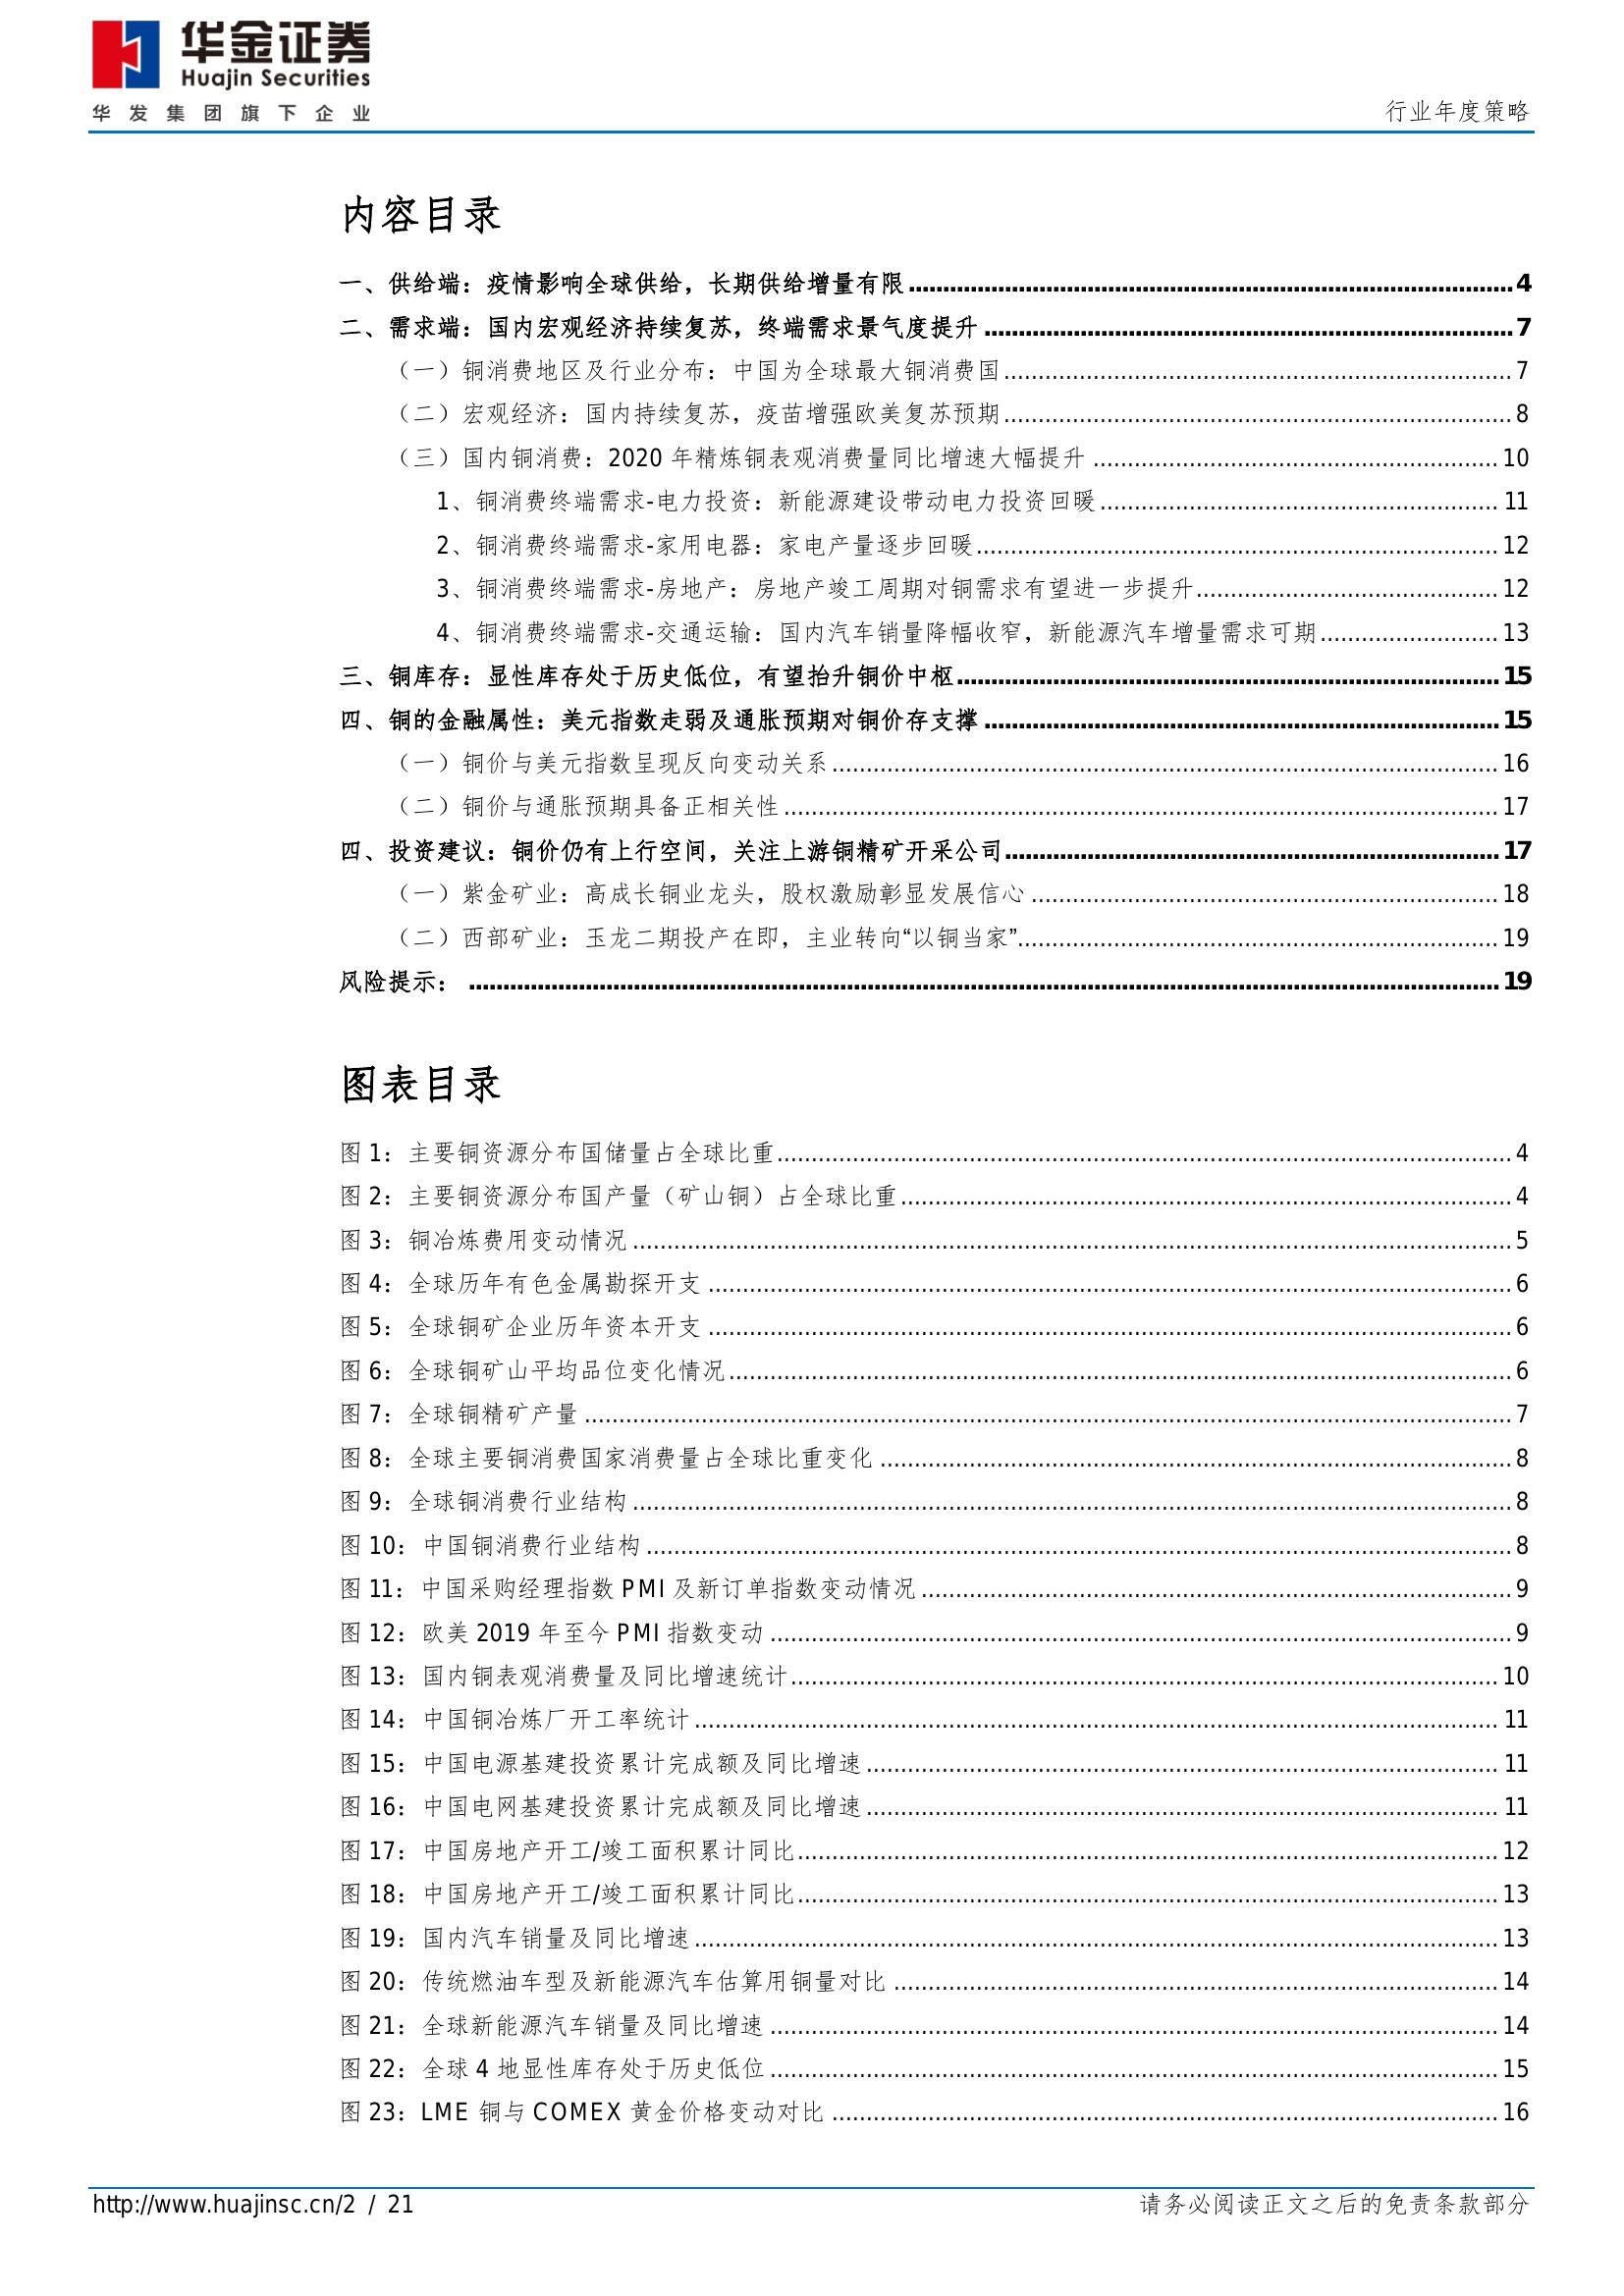 华金证券
Huajin Securities
华发集团旗下企业
行业年度策略
内容目录
一、供给端：疫情影响全球供给，长期供给增量有限 4
二、需求端：国内宏观经济持续复苏，终端需求景气度提升 7
（一）铜消费地区及行业分布：中国为全球最大铜消费国 7
（二）宏观经济：国内持续复苏，疫苗增强欧美复苏预期 8
（三）国内铜消费：2020 年精炼铜表观消费量同比增速大幅提升 10
1、铜消费终端需求-电力投资：新能源建设带动电力投资回暖 11
2、铜消费终端需求-家用电器：家电产量逐步回暖 12
3、铜消费终端需求-房地产：房地产竣工周期对铜需求有望进一步提升 12
4、铜消费终端需求-交通运输：国内汽车销量降幅收窄，新能源汽车增量需求可期 13
三、铜库存：显性库存处于历史低位，有望抬升铜价中枢 15
四、铜的金融属性：美元指数走弱及通胀预期对铜价存支撑 15
（一）铜价与美元指数呈现反向变动关系 16
（二）铜价与通胀预期具备正相关性 17
四、投资建议：铜价仍有上行空间，关注上游铜精矿开采公司 17
（一）紫金矿业：高成长铜业龙头，股权激励彰显发展信心 18
（二）西部矿业：玉龙二期投产在即，主业转向“以铜当家” 19
风险提示： 19
图表目录
图 1：主要铜资源分布国储量占全球比重 4
图 2：主要铜资源分布国产量（矿山铜）占全球比重 4
图 3：铜冶炼费用变动情况 5
图 4：全球历年有色金属勘探开支 6
图 5：全球铜矿企业历年资本开支 6
图 6：全球铜矿山平均品位变化情况 6
图 7：全球铜精矿产量 7
图 8：全球主要铜消费国家消费量占全球比重变化 8
图 9：全球铜消费行业结构 8
图 10：中国铜消费行业结构 8
图 11：中国采购经理指数 PMI 及新订单指数变动情况 9
图 12：欧美 2019 年至今 PMI 指数变动 9
图 13：国内铜表观消费量及同比增速统计 10
图 14：中国铜冶炼厂开工率统计 11
图 15：中国电源基建投资累计完成额及同比增速 11
图 16：中国电网基建投资累计完成额及同比增速 11
图 17：中国房地产开工/竣工面积累计同比 12
图 18：中国房地产开工/竣工面积累计同比 13
图 19：国内汽车销量及同比增速 13
图 20：传统燃油车型及新能源汽车估算用铜量对比 14
图 21：全球新能源汽车销量及同比增速 14
图 22：全球 4 地显性库存处于历史低位 15
图 23：LME 铜与 COMEX 黄金价格变动对比 16
http://www.huajinsc.cn/2 / 21
请务必阅读正文之后的免责条款部分